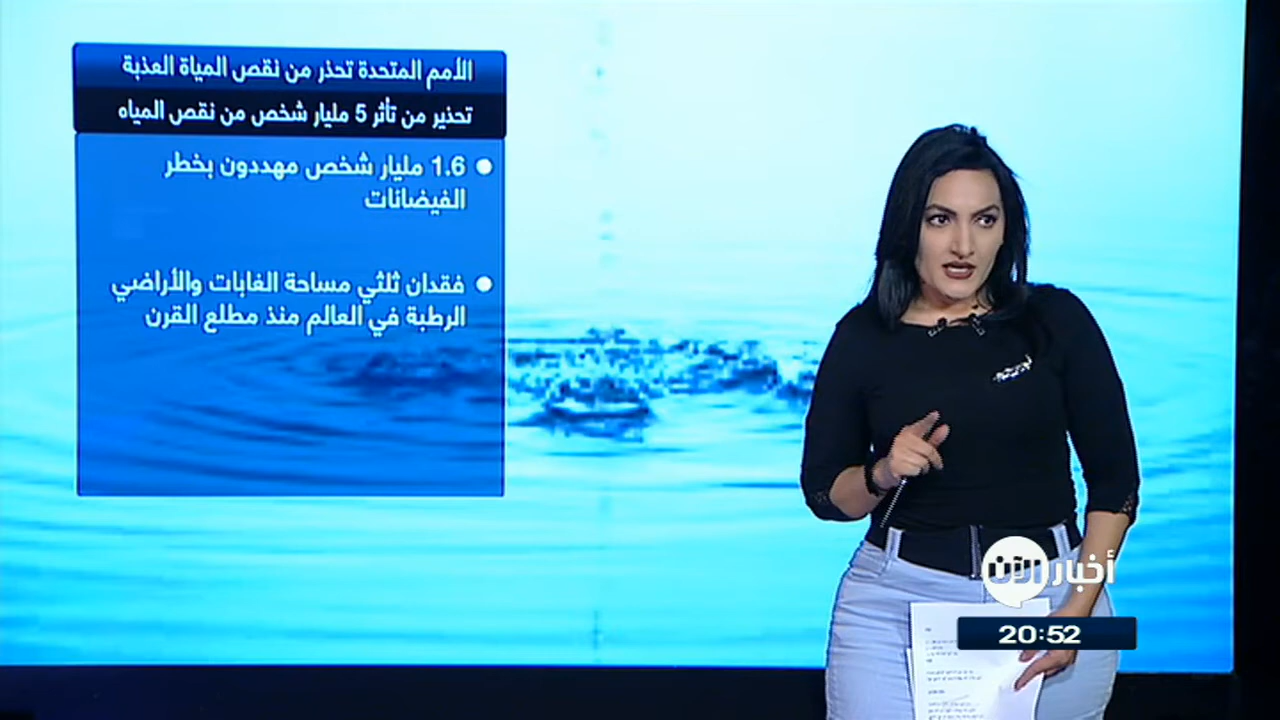 الأمم المتحدة تحذر من نقص المياة العذبة
تحذير من تأثر 5 مليار شخص من نقص المياه
1.6 مليار شخص مهددون بخطر
الفيضانات
فقدان ثلثي مساحة الغابات والأراضي
الرطبة في العالم منذ مطلع القرن
أخبار الآن
20:52